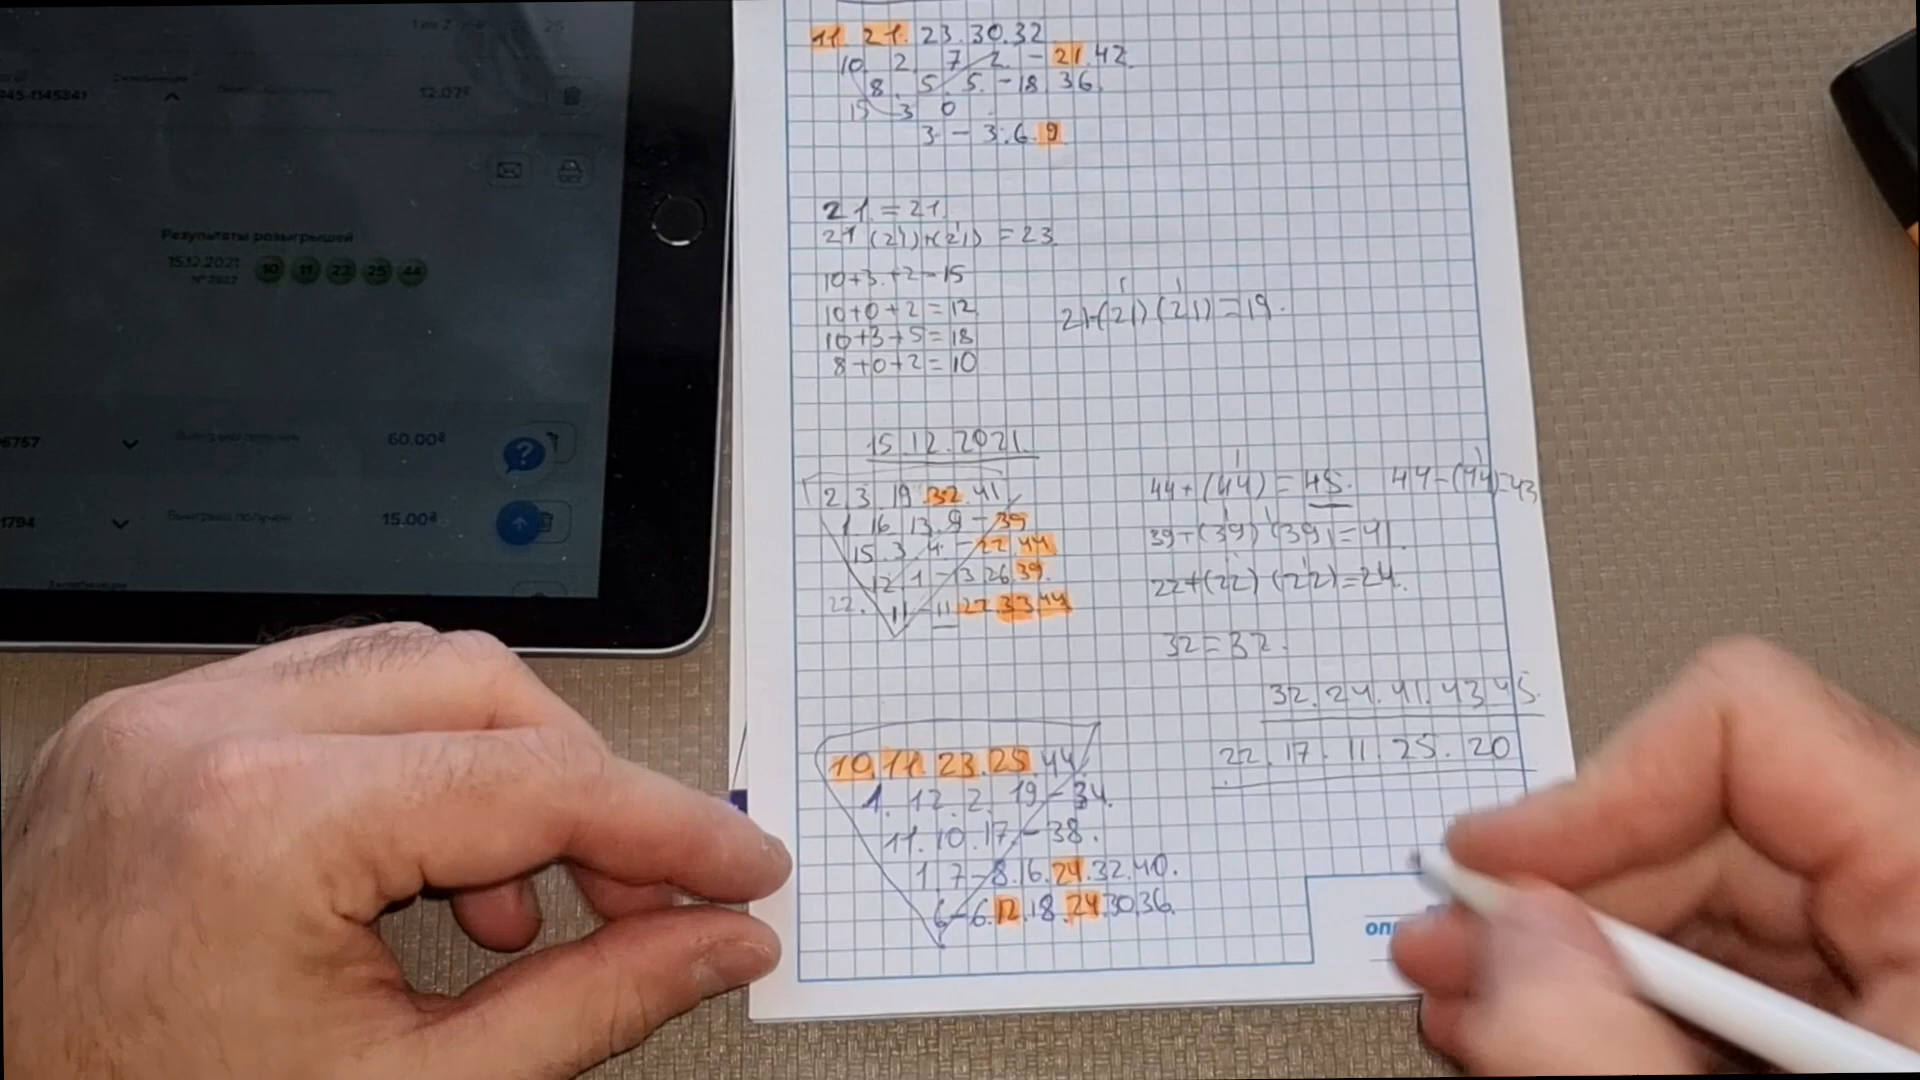 12.07₴
Результаты розыгрышей
15.12.2021
10 11 23 25 44
6757
60.00₴
?
1794
Выигрыш получен
15.00₴
11. 21. 23. 30. 32
10 2 7 2 - 21. 42.
8. 5. 5. - 18 36.
15 3 0
3 - 3. 6. 9
21 = 21
21 (21)+(21) = 23
10+3+2=15
10+0+2=12
10+3+5=18
8+0+2=10
21-(21)(21)=19.
15.12.2021.
2. 3. 19 32. 41
1. 16. 13. 9 - 39
15. 3. 4. - 22. 44
12. 1 - 13 26 39.
22. 11 - 11 22. 33. 44
44+(44) = 45.
44-(44)=43
39+(39)(39)=41.
22+(22)(22)=24.
32=32.
32. 24. 41. 43. 45.
22. 17. 11. 25. 20
10. 11. 23. 25. 44
1. 12. 2. 19 - 34.
11. 10. 17 - 38.
1. 7 - 8. 16. 24. 32. 40.
6 - 6. 12. 18. 24. 30. 36.